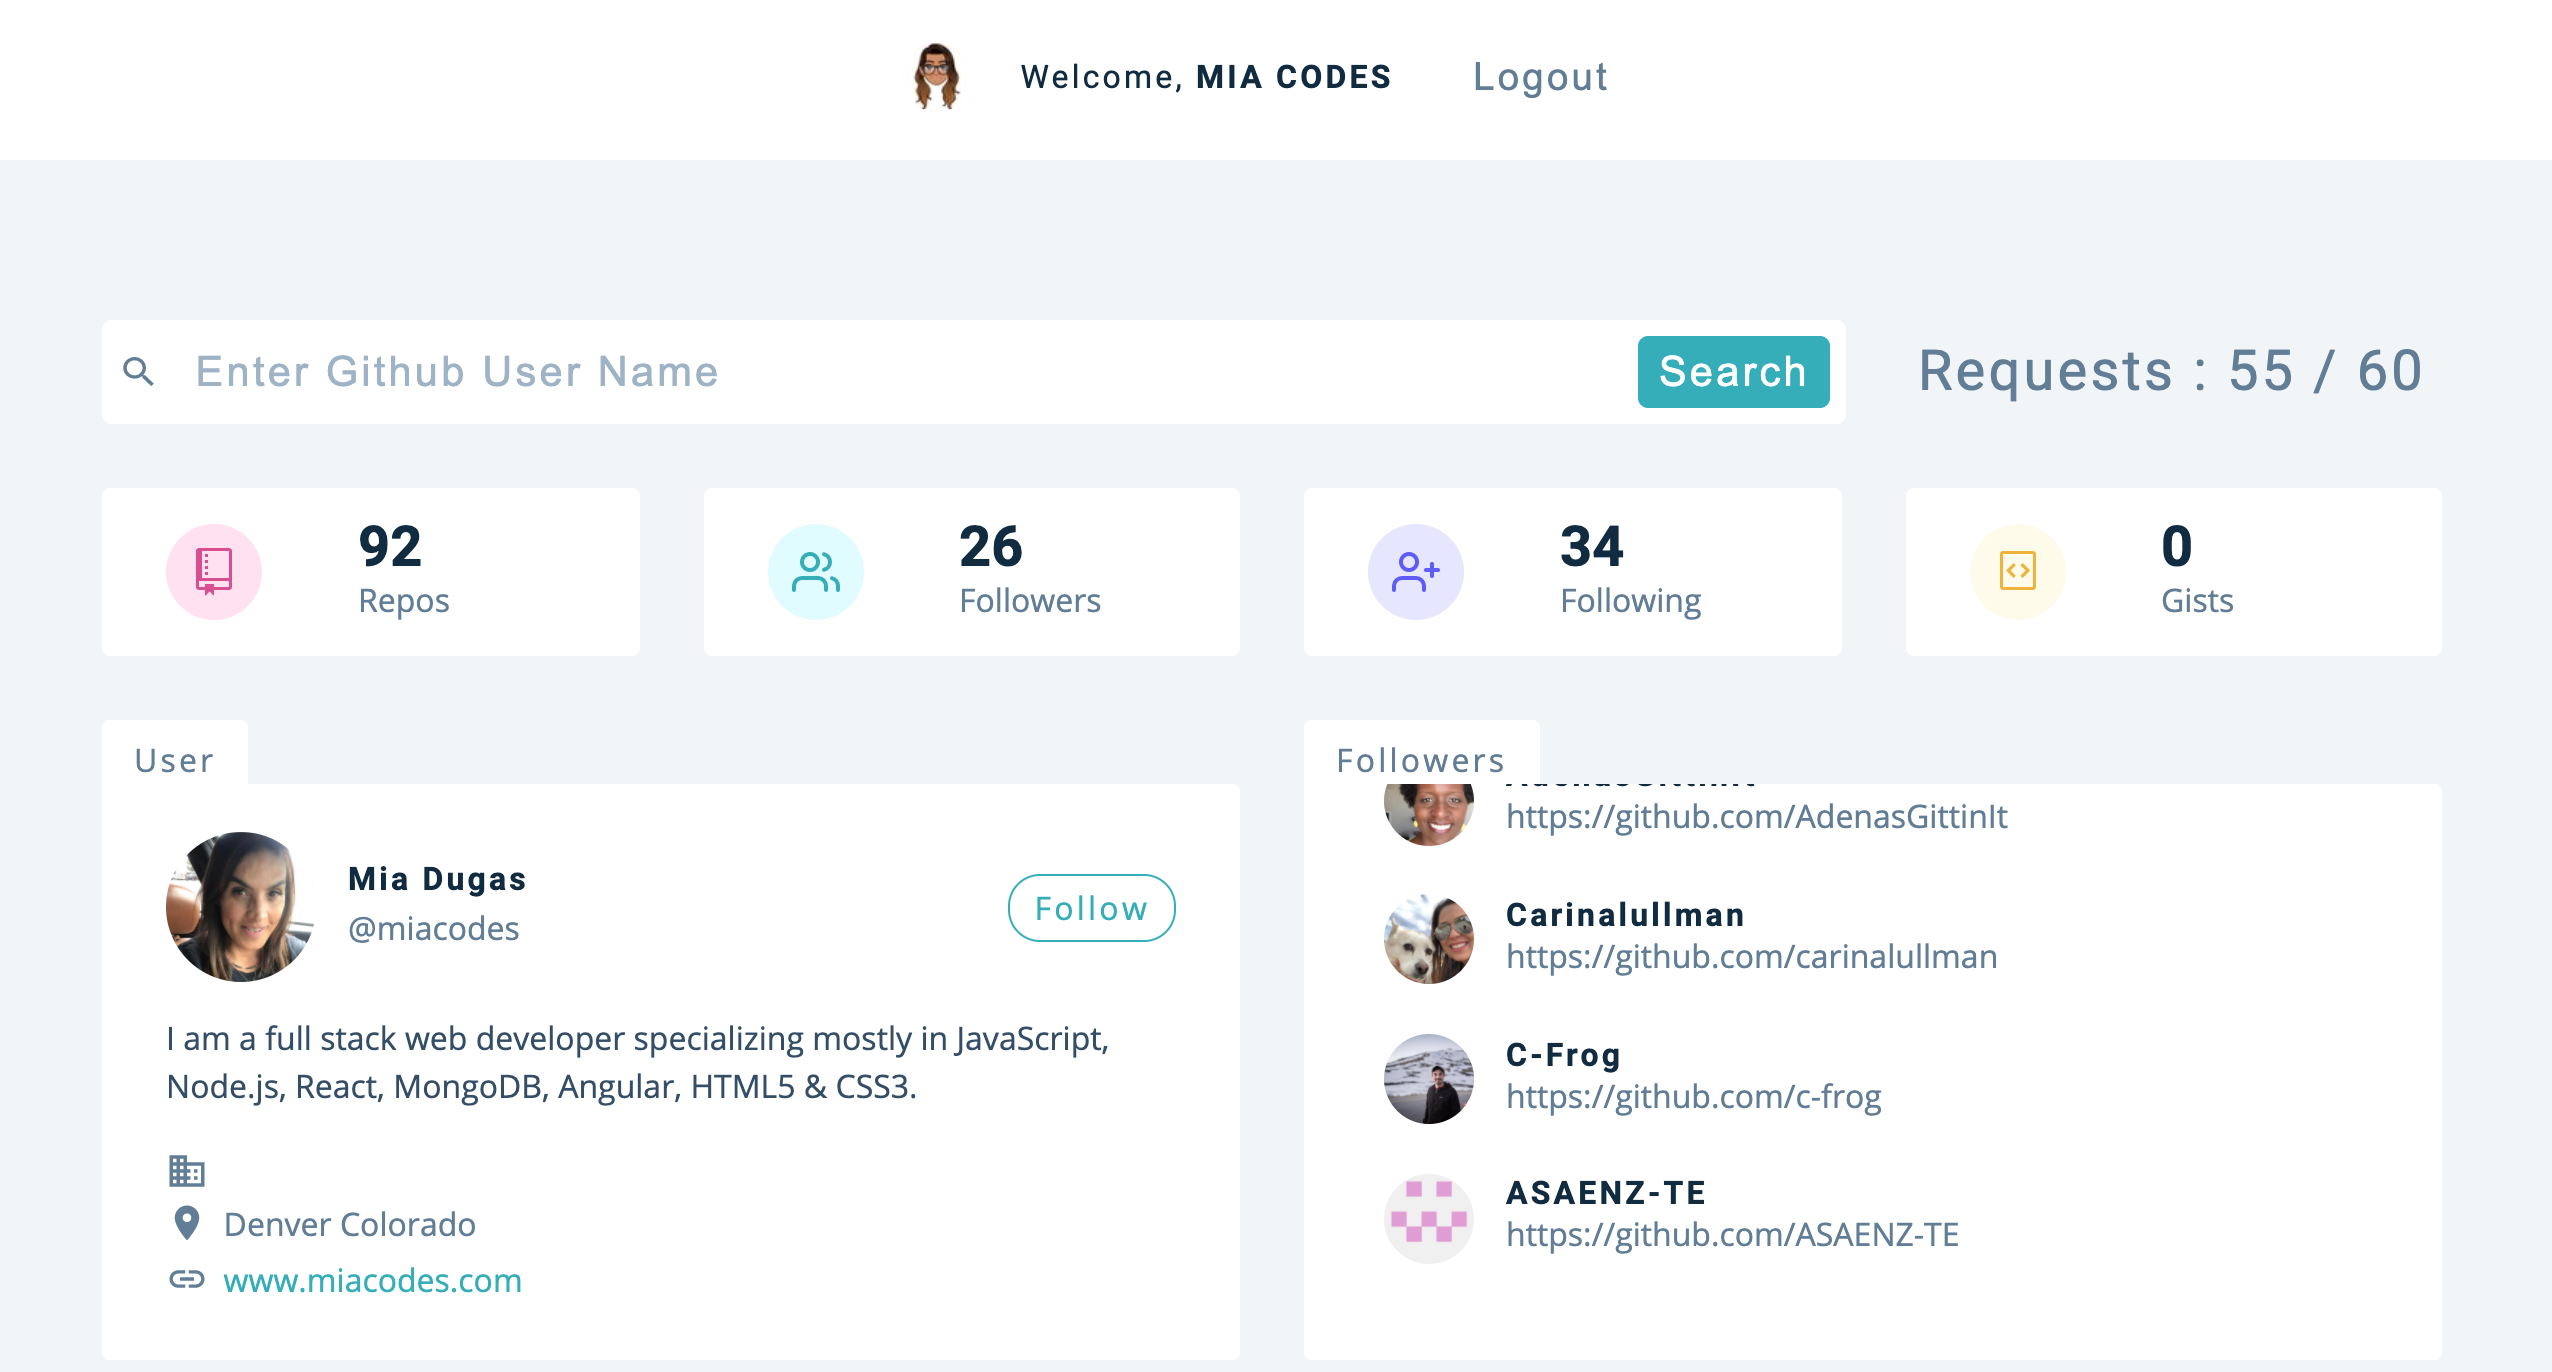 Welcome, MIA CODES
Logout
Enter Github User Name
Search
Requests : 55 / 60
92
Repos
26
Followers
34
Following
0
Gists
User
Mia Dugas
@miacodes
Follow
I am a full stack web developer specializing mostly in JavaScript,
Node.js, React, MongoDB, Angular, HTML5 & CSS3.
Denver Colorado
www.miacodes.com
Followers
https://github.com/AdenasGittinIt
Carinalullman
https://github.com/carinalullman
C-Frog
https://github.com/c-frog
ASAENZ-TE
https://github.com/ASAENZ-TE